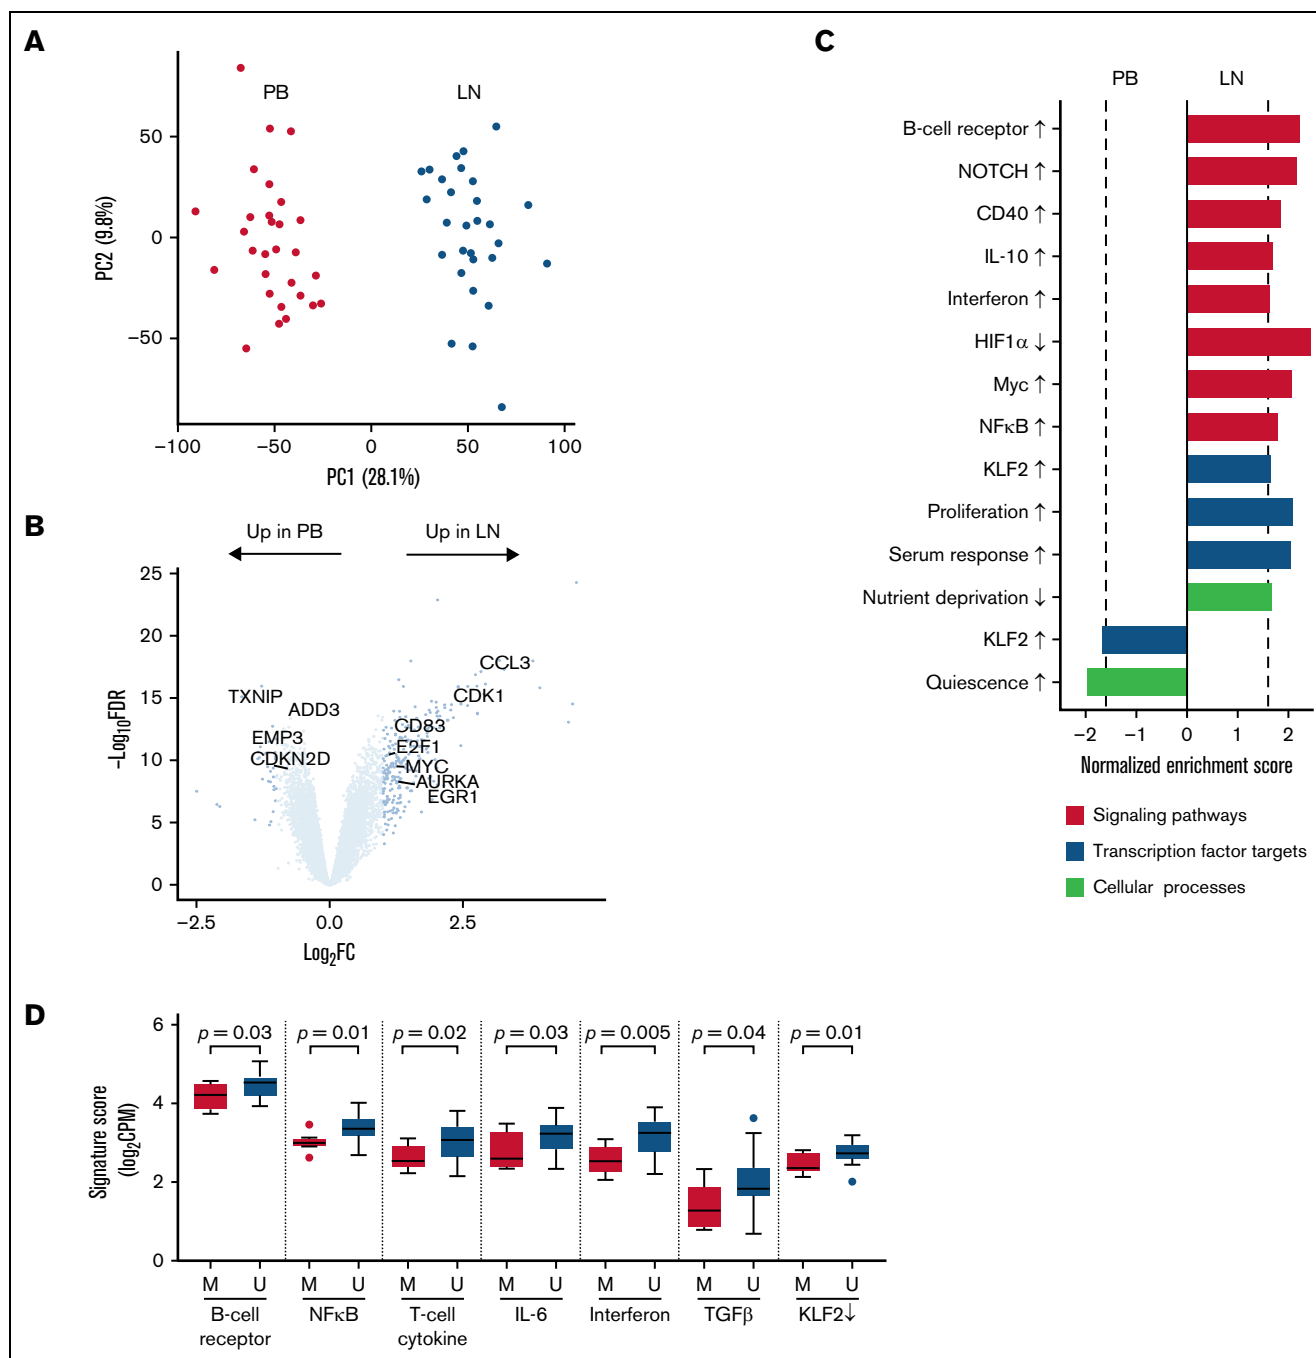 A
PB
LN
50
0
−50
PC2 (9.8%)
−100
−50
0
50
100
PC1 (28.1%)
B
Up in PB
Up in LN
25
20
15
10
5
0
−Log10FDR
CCL3
CDK1
TXNIP
ADD3
CD83
EMP3
E2F1
CDKN2D
MYC
AURKA
EGR1
−2.5
0.0
2.5
Log2FC
C
PB
LN
B-cell receptor ↑
NOTCH ↑
CD40 ↑
IL-10 ↑
Interferon ↑
HIF1α ↓
Myc ↑
NFκB ↑
KLF2 ↑
Proliferation ↑
Serum response ↑
Nutrient deprivation ↓
KLF2 ↑
Quiescence ↑
−2
−1
0
1
2
Normalized enrichment score
Signaling pathways
Transcription factor targets
Cellular processes
D
6
4
2
0
Signature score
(log2CPM)
p = 0.03
p = 0.01
p = 0.02
p = 0.03
p = 0.005
p = 0.04
p = 0.01
M U M U M U M U M U M U M U
B-cell
receptor
NFκB
T-cell
cytokine
IL-6
Interferon
TGFβ
KLF2↓